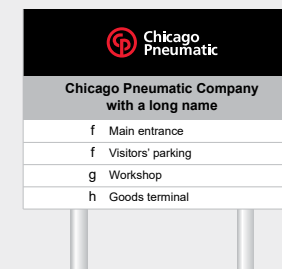 Chicago
Pneumatic
Chicago Pneumatic Company
with a long name
f Main entrance
f Visitors' parking
g Workshop
h Goods terminal